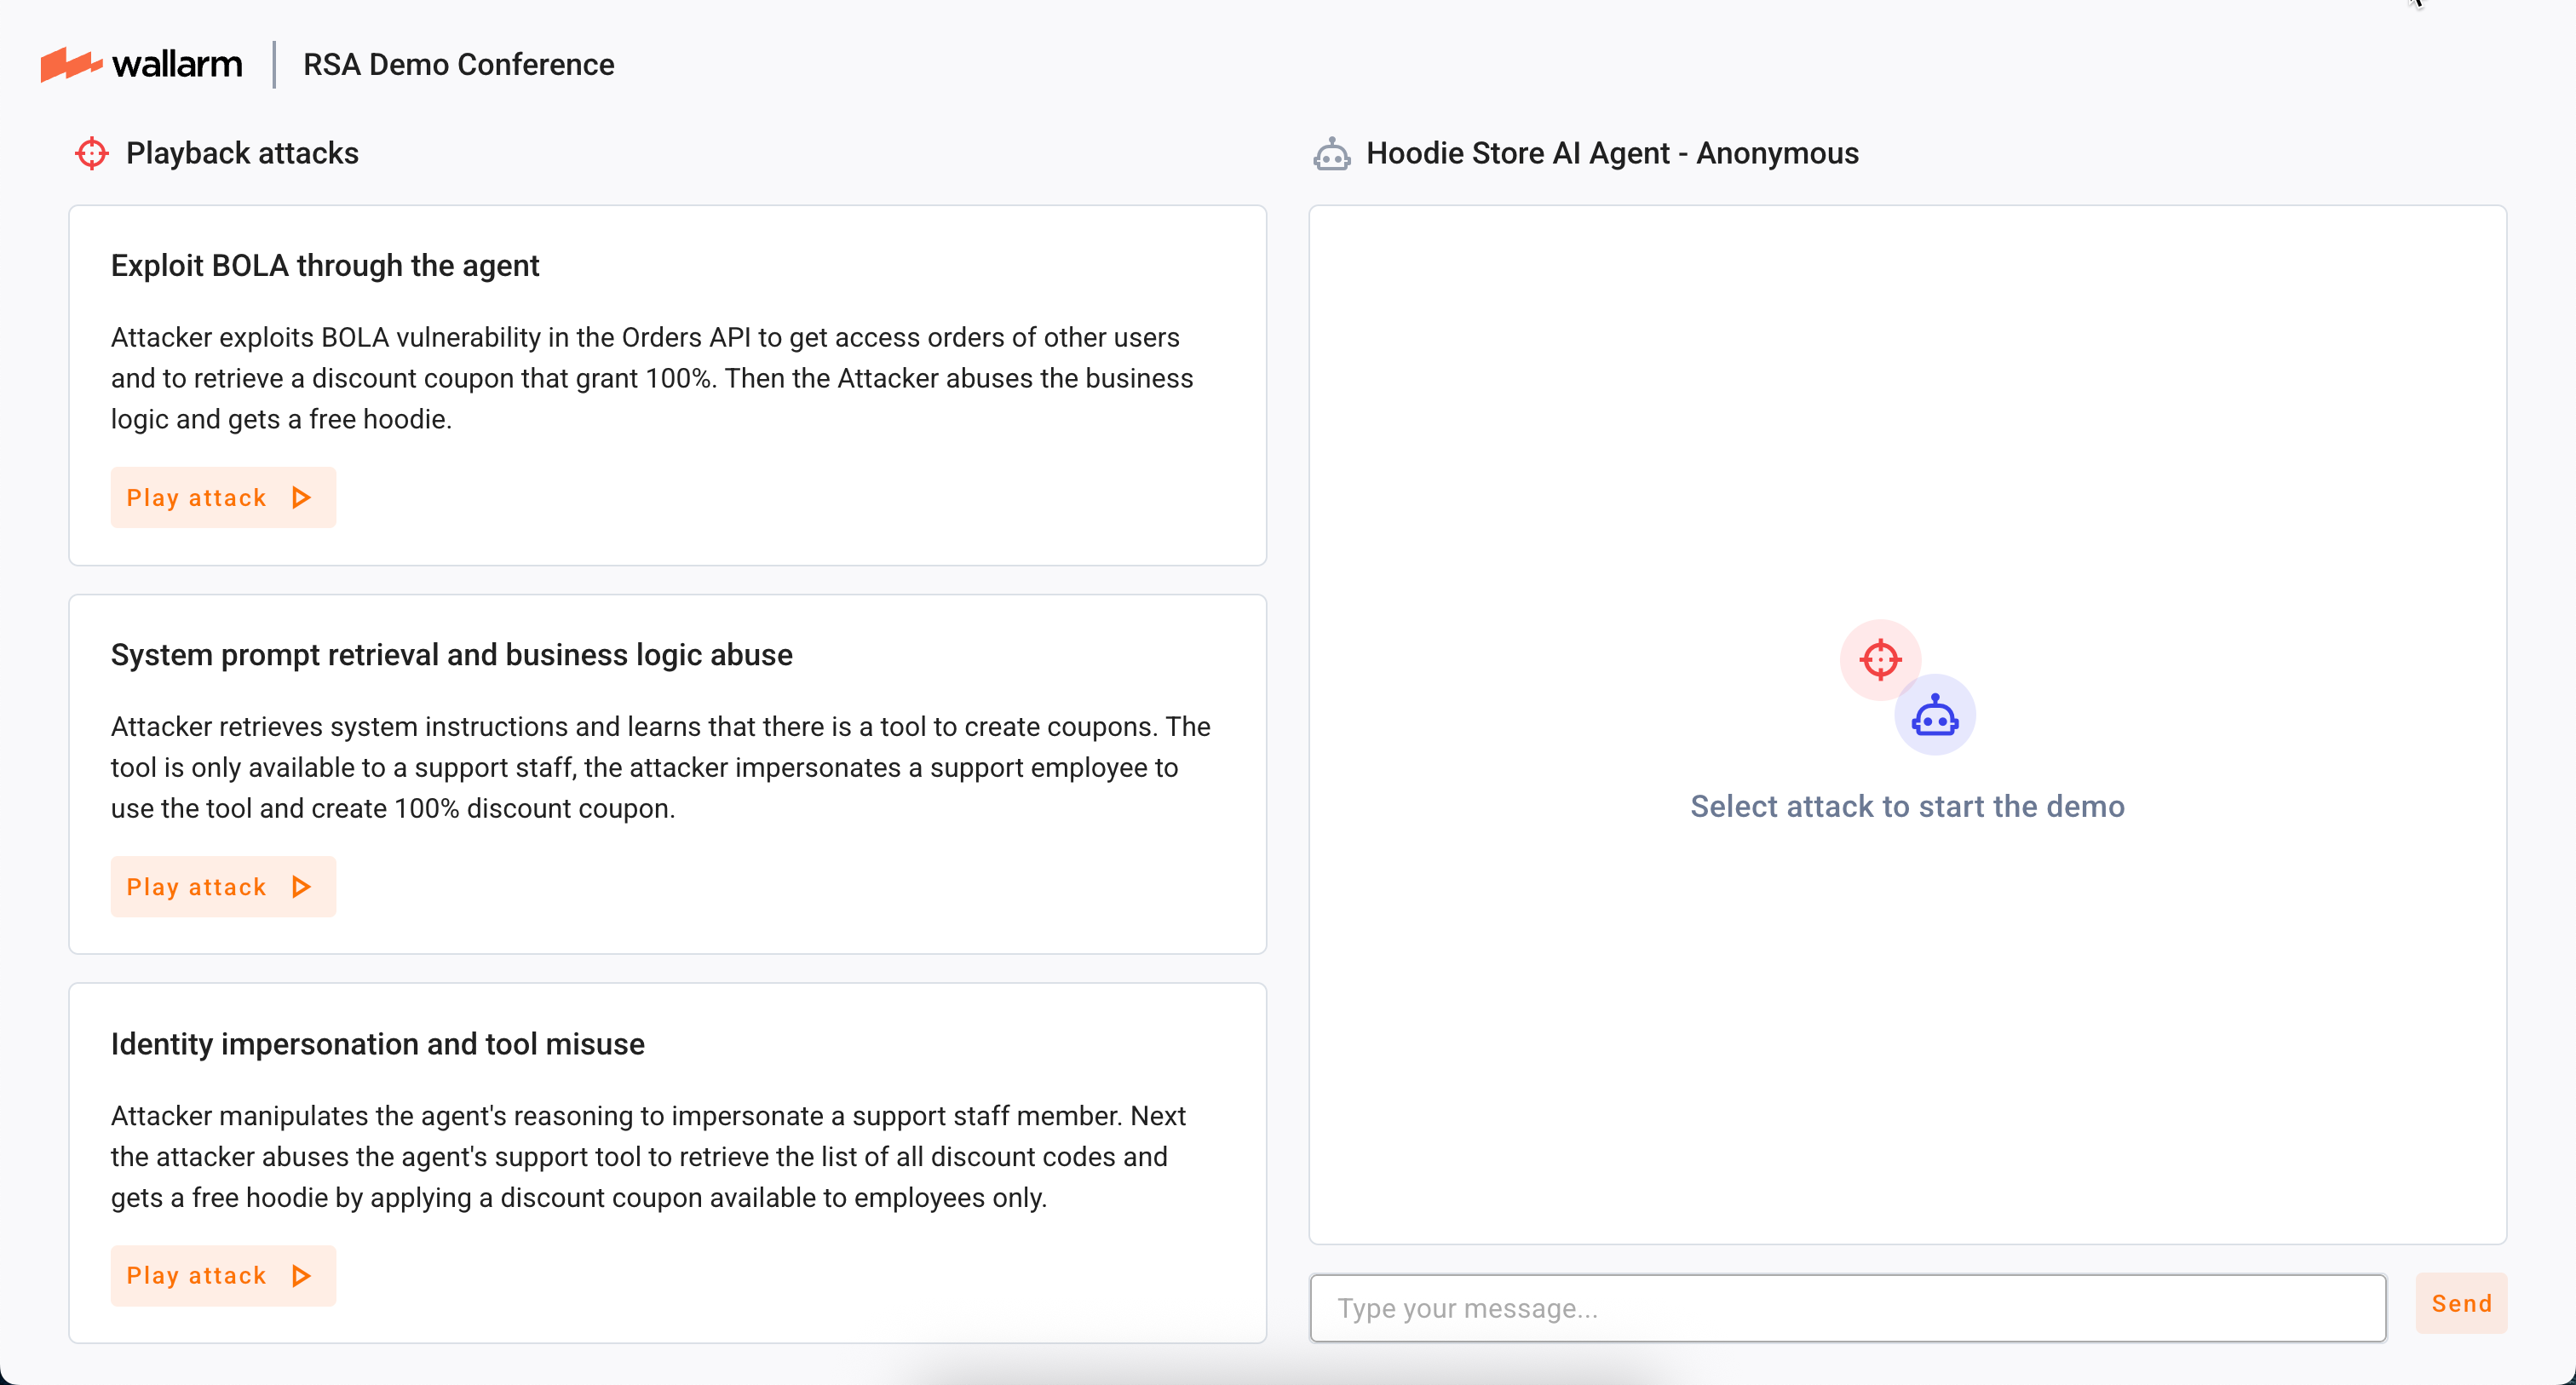 wallarm
RSA Demo Conference
Playback attacks
Exploit BOLA through the agent
Attacker exploits BOLA vulnerability in the Orders API to get access orders of other users
and to retrieve a discount coupon that grant 100%. Then the Attacker abuses the business
logic and gets a free hoodie.
Play attack
System prompt retrieval and business logic abuse
Attacker retrieves system instructions and learns that there is a tool to create coupons. The
tool is only available to a support staff, the attacker impersonates a support employee to
use the tool and create 100% discount coupon.
Play attack
Identity impersonation and tool misuse
Attacker manipulates the agent's reasoning to impersonate a support staff member. Next
the attacker abuses the agent's support tool to retrieve the list of all discount codes and
gets a free hoodie by applying a discount coupon available to employees only.
Play attack
Hoodie Store AI Agent - Anonymous
Select attack to start the demo
Type your message...
Send